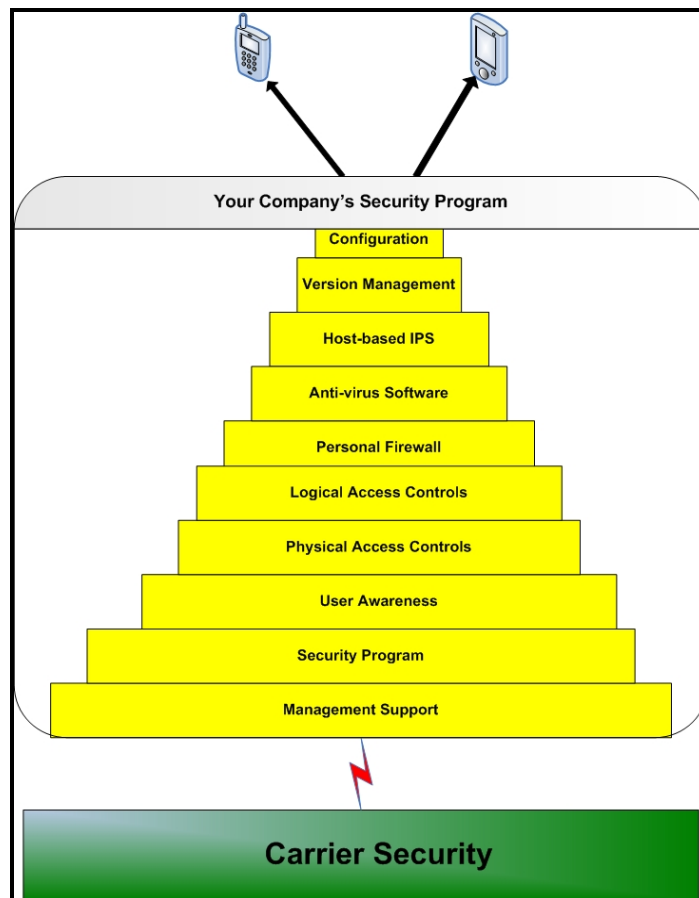 Your Company's Security Program
Configuration
Version Management
Host-based IPS
Anti-virus Software
Personal Firewall
Logical Access Controls
Physical Access Controls
User Awareness
Security Program
Management Support
Carrier Security